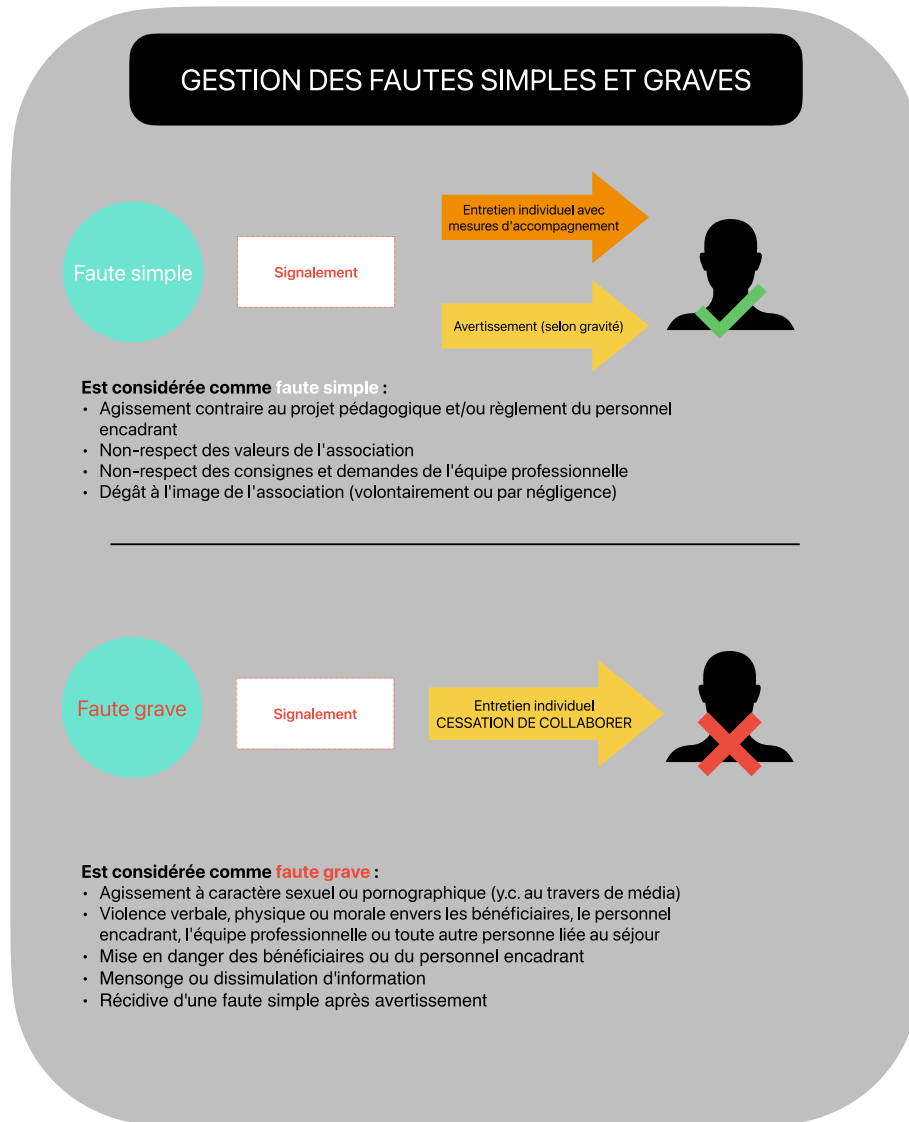 GESTION DES FAUTES SIMPLES ET GRAVES
Faute simple
Signalement
Entretien individuel avec
mesures d'accompagnement
Avertissement (selon gravité)
Est considérée comme faute simple :
• Agissement contraire au projet pédagogique et/ou règlement du personnel
encadrant
• Non-respect des valeurs de l'association
• Non-respect des consignes et demandes de l'équipe professionnelle
• Dégât à l'image de l'association (volontairement ou par négligence)
Faute grave
Signalement
Entretien individuel
CESSATION DE COLLABORER
Est considérée comme faute grave :
• Agissement à caractère sexuel ou pornographique (y.c. au travers de média)
• Violence verbale, physique ou morale envers les bénéficiaires, le personnel
encadrant, l'équipe professionnelle ou toute autre personne liée au séjour
• Mise en danger des bénéficiaires ou du personnel encadrant
• Mensonge ou dissimulation d'information
• Récidive d'une faute simple après avertissement